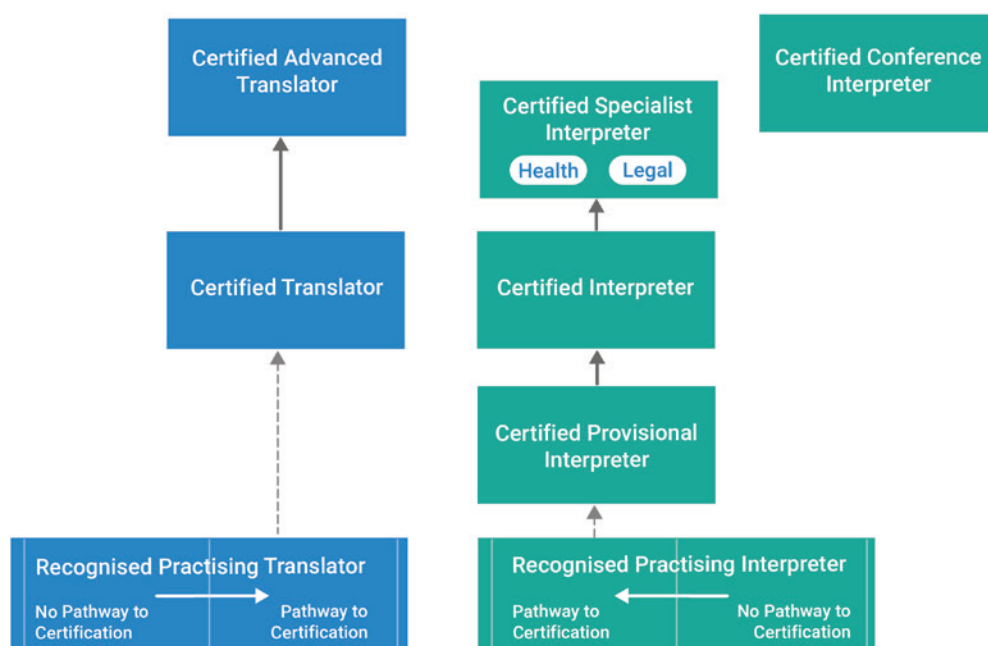 Certified Advanced
Translator
Certified Conference
Interpreter
Certified Specialist
Interpreter
Health
Legal
Certified Translator
Certified Interpreter
Certified Provisional
Interpreter
Recognised Practising Translator
No Pathway to
Certification
Pathway to
Certification
Recognised Practising Interpreter
Pathway to
Certification
No Pathway to
Certification